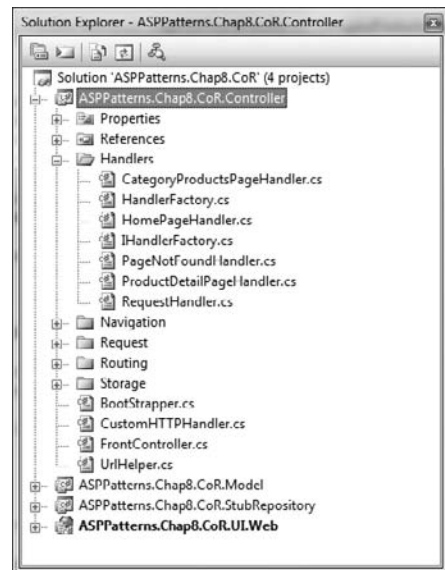 Solution Explorer - ASPPatterns.Chap8.CoR.Controller
Solution 'ASPPatterns.Chap8.CoR' (4 projects)
ASPPatterns.Chap8.CoR.Controller
Properties
References
Handlers
CategoryProductsPageHandler.cs
HandlerFactory.cs
HomePageHandler.cs
IHandlerFactory.cs
PageNotFoundHandler.cs
ProductDetailPageHandler.cs
RequestHandler.cs
Navigation
Request
Routing
Storage
BootStrapper.cs
CustomHTTPHandler.cs
FrontController.cs
UrlHelper.cs
ASPPatterns.Chap8.CoR.Model
ASPPatterns.Chap8.CoR.StubRepository
ASPPatterns.Chap8.CoR.UI.Web